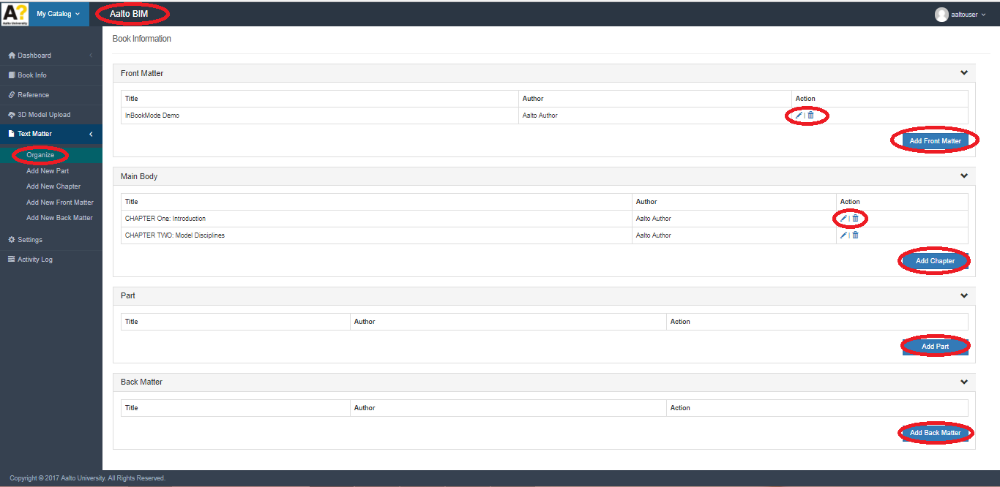 A?
Aalto University
My Catalog
Aalto BIM
aaltouser
Dashboard
Book Info
Reference
3D Model Upload
Text Matter
Organize
Add New Part
Add New Chapter
Add New Front Matter
Add New Back Matter
Settings
Activity Log
Book Information
Front Matter
Title Author Action
InBookMode Demo Aalto Author |
Add Front Matter
Main Body
Title Author Action
CHAPTER One: Introduction Aalto Author |
CHAPTER TWO: Model Disciplines Aalto Author |
Add Chapter
Part
Title Author Action
Add Part
Back Matter
Title Author Action
Add Back Matter
Copyright © 2017 Aalto University. All Rights Reserved.